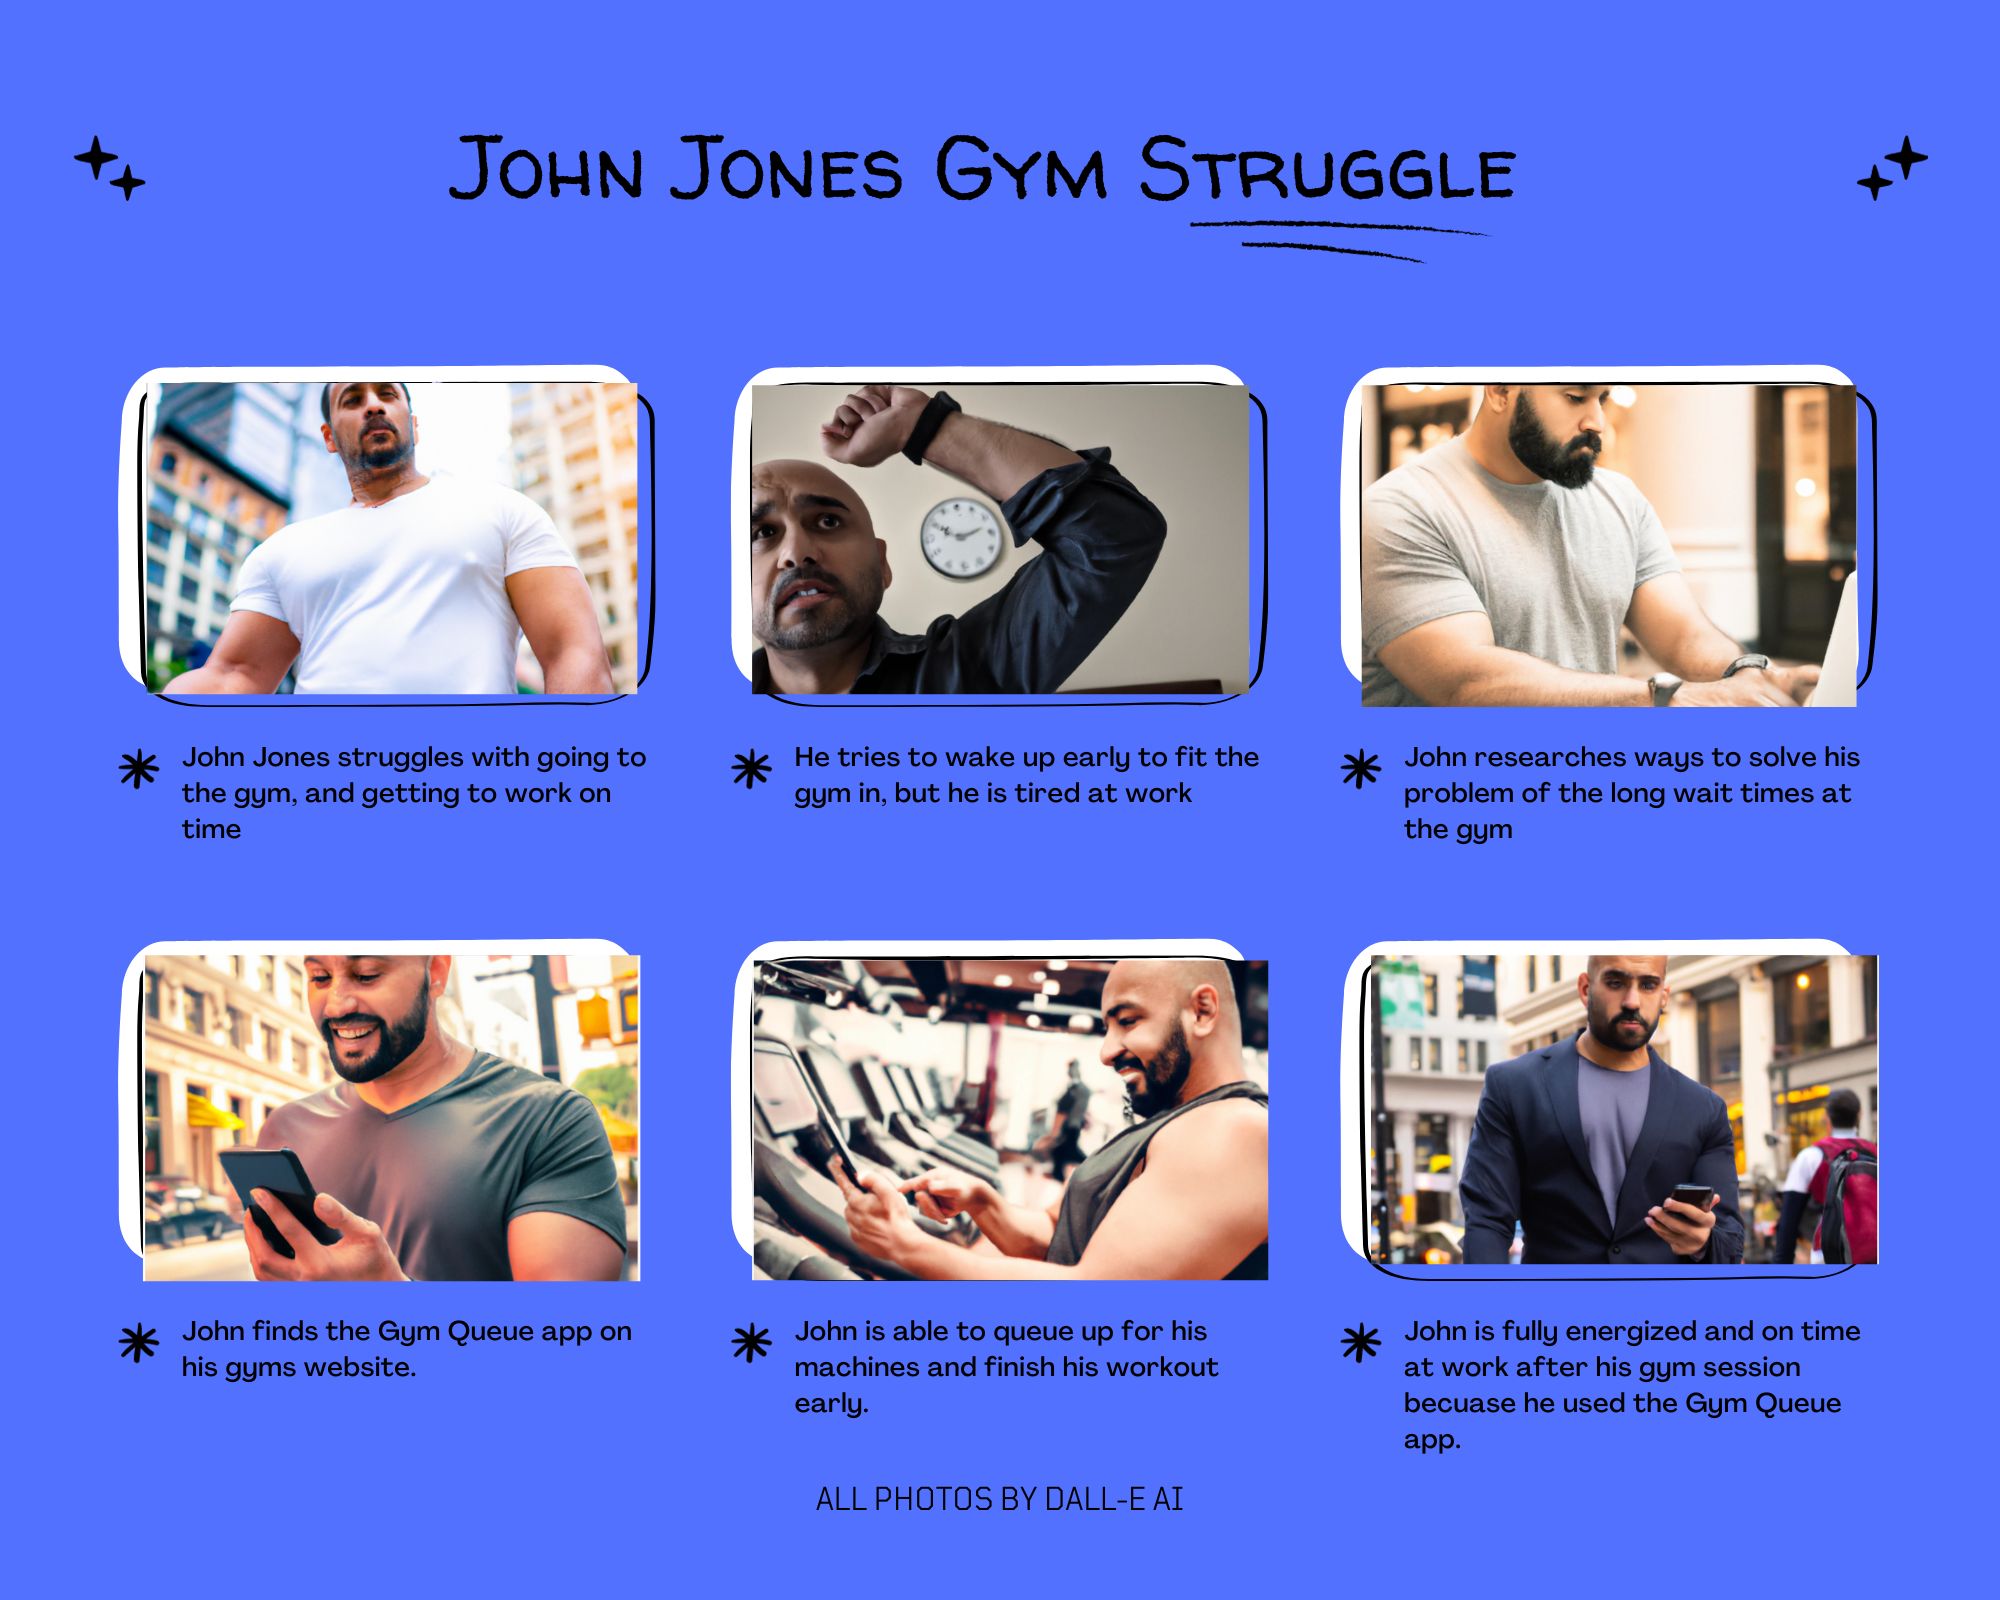 John Jones Gym Struggle
John Jones struggles with going to
the gym, and getting to work on
time
He tries to wake up early to fit the
gym in, but he is tired at work
John researches ways to solve his
problem of the long wait times at
the gym
John finds the Gym Queue app on
his gyms website.
John is able to queue up for his
machines and finish his workout
early.
John is fully energized and on time
at work after his gym session
becuase he used the Gym Queue
app.
ALL PHOTOS BY DALL-E AI